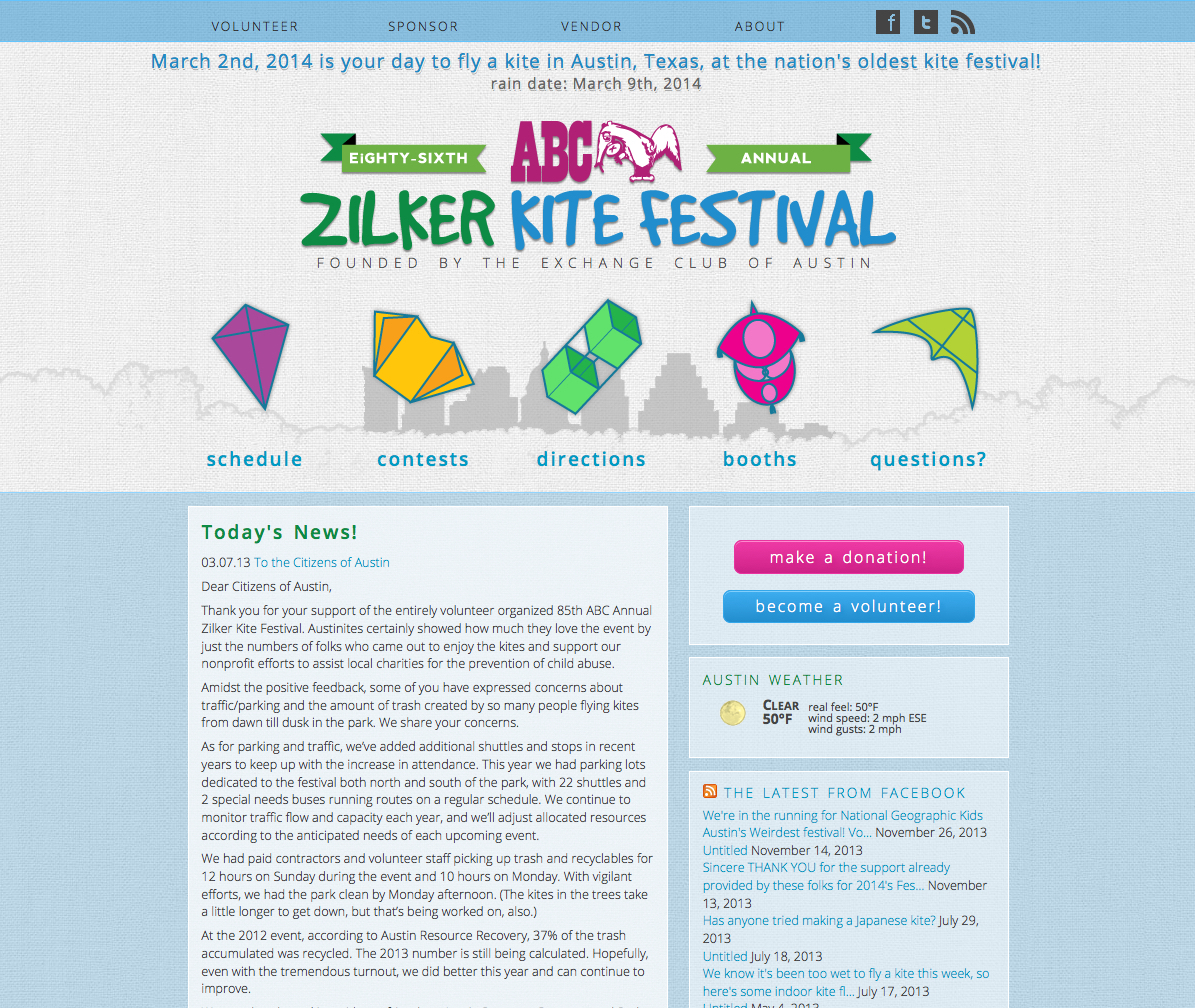 VOLUNTEER SPONSOR VENDOR ABOUT
March 2nd, 2014 is your day to fly a kite in Austin, Texas, at the nation's oldest kite festival!
rain date: March 9th, 2014
EIGHTY-SIXTH ABC ANNUAL
ZILKER KITE FESTIVAL
FOUNDED BY THE EXCHANGE CLUB OF AUSTIN
schedule contests directions booths questions?
Today's News!
03.07.13 To the Citizens of Austin
Dear Citizens of Austin,
Thank you for your support of the entirely volunteer organized 85th ABC Annual
Zilker Kite Festival. Austinites certainly showed how much they love the event by
just the numbers of folks who came out to enjoy the kites and support our
nonprofit efforts to assist local charities for the prevention of child abuse.
Amidst the positive feedback, some of you have expressed concerns about
traffic/parking and the amount of trash created by so many people flying kites
from dawn till dusk in the park. We share your concerns.
As for parking and traffic, we've added additional shuttles and stops in recent
years to keep up with the increase in attendance. This year we had parking lots
dedicated to the festival both north and south of the park, with 22 shuttles and
2 special needs buses running routes on a regular schedule. We continue to
monitor traffic flow and capacity each year, and we'll adjust allocated resources
according to the anticipated needs of each upcoming event.
We had paid contractors and volunteer staff picking up trash and recyclables for
12 hours on Sunday during the event and 10 hours on Monday. With vigilant
efforts, we had the park clean by Monday afternoon. (The kites in the trees take
a little longer to get down, but that's being worked on, also.)
At the 2012 event, according to Austin Resource Recovery, 37% of the trash
accumulated was recycled. The 2013 number is still being calculated. Hopefully,
even with the tremendous turnout, we did better this year and can continue to
improve.
make a donation!
become a volunteer!
AUSTIN WEATHER
CLEAR
50°F
real feel: 50°F
wind speed: 2 mph ESE
wind gusts: 2 mph
THE LATEST FROM FACEBOOK
We're in the running for National Geographic Kids
Austin's Weirdest festival! Vo... November 26, 2013
Untitled November 14, 2013
Sincere THANK YOU for the support already
provided by these folks for 2014's Fes... November
13, 2013
Has anyone tried making a Japanese kite? July 29,
2013
Untitled July 18, 2013
We know it's been too wet to fly a kite this week, so
here's some indoor kite fl... July 17, 2013
Untitled May 4, 2013